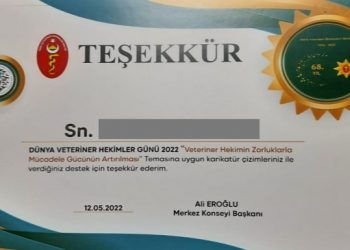 TEŞEKKÜR
68.
YIL
Sn.
DÜNYA VETERİNER HEKİMLER GÜNÜ 2022 "Veteriner Hekimin Zorluklarla
Mücadele Gücünün Artırılması" Temasına uygun karikatür çizimleriniz ile
verdiğiniz destek için teşekkür ederim.
12.05.2022
Ali EROĞLU
Merkez Konseyi Başkanı